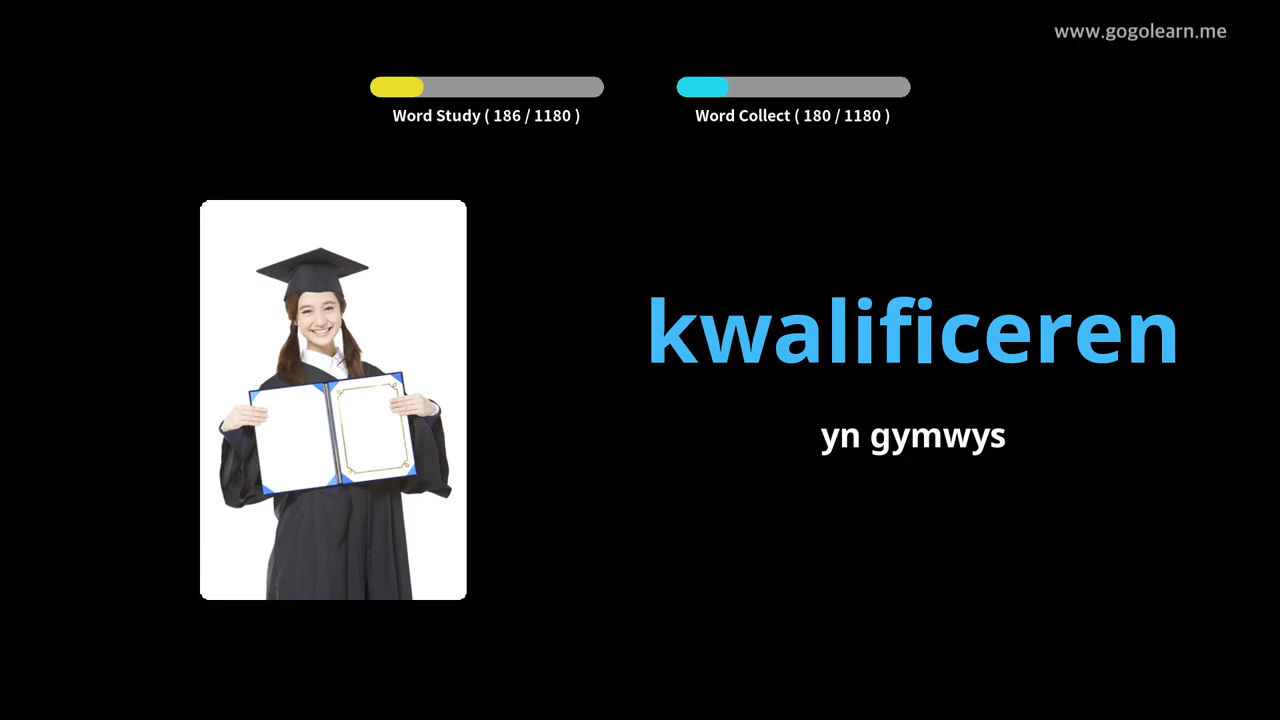 www.gogolearn.me
Word Study ( 186 / 1180 )
Word Collect ( 180 / 1180 )
kwalificeren
yn gymwys